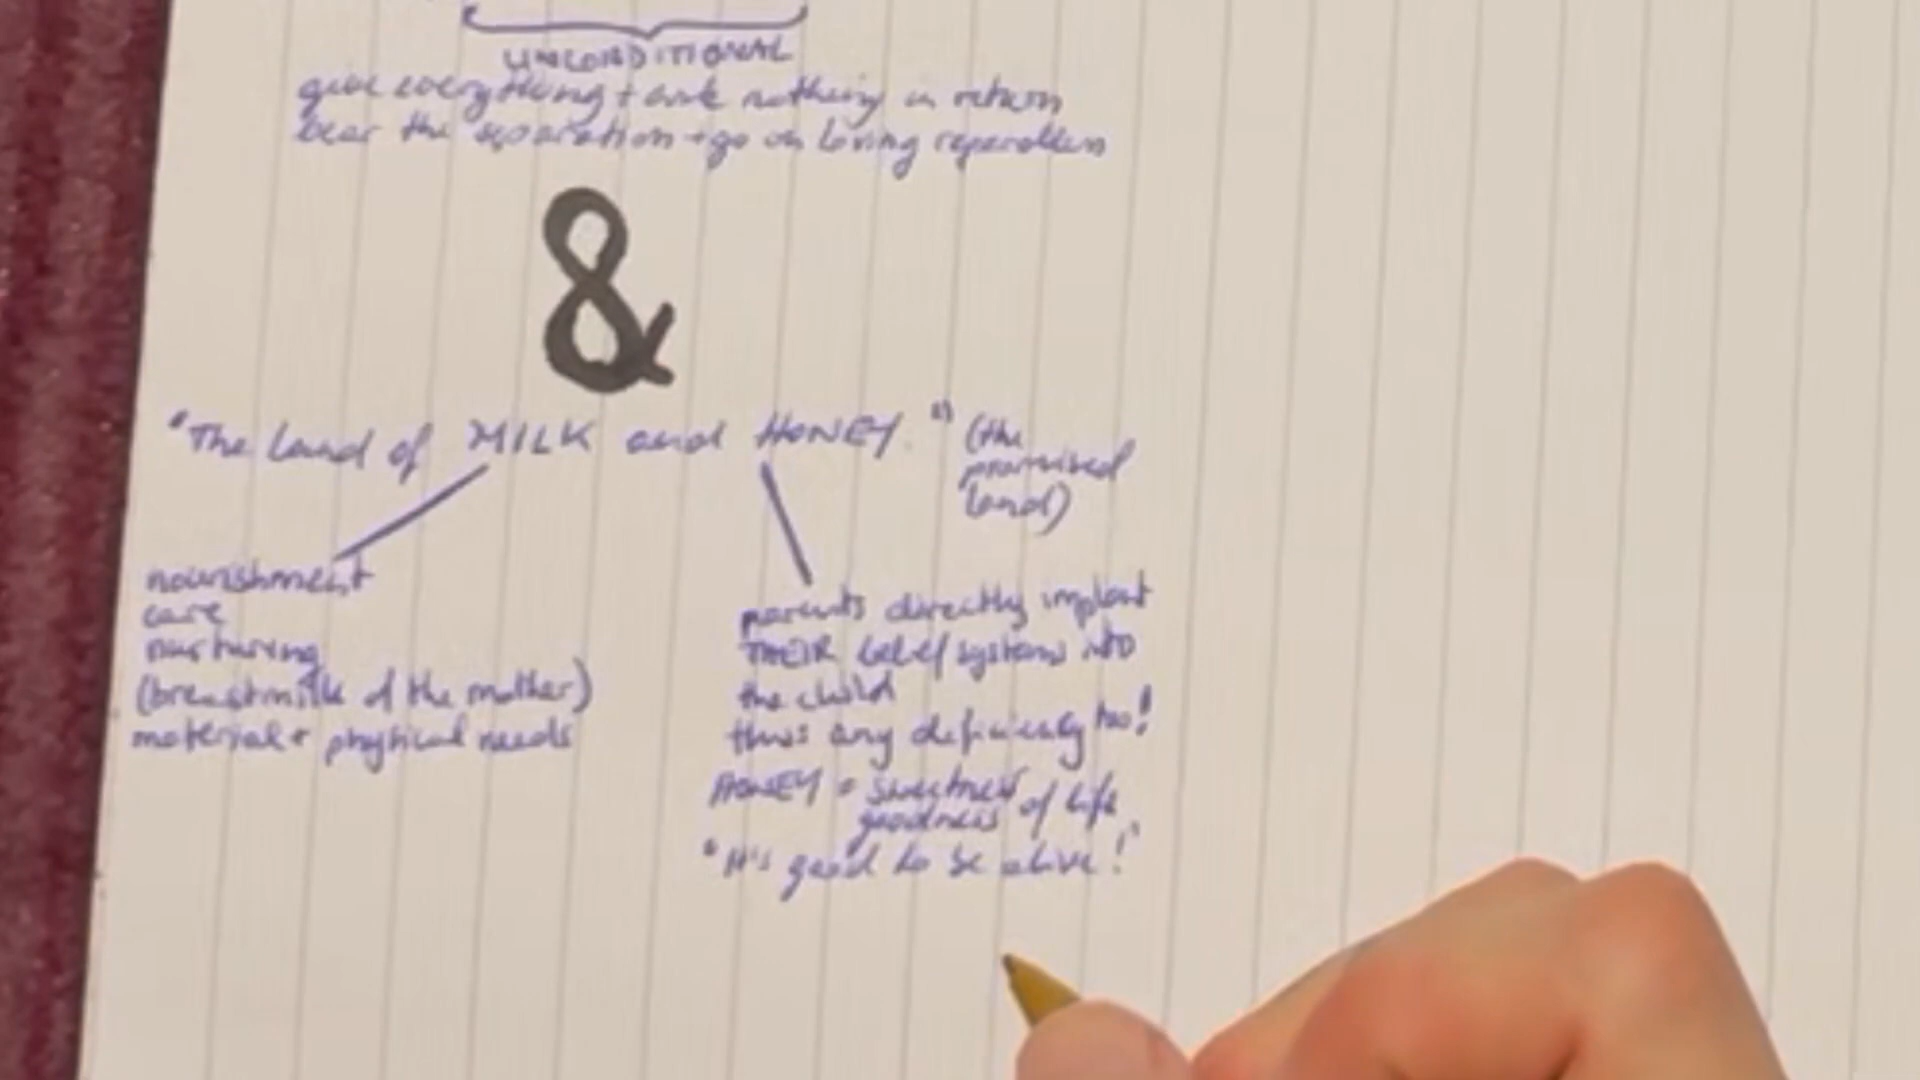 UNCONDITIONAL
give everything + ask nothing in return
bear the separation + go on loving regardless
&
"The Land of MILK and HONEY." (the
promised
land)
nourishment
care
nurturing
(breastmilk of the mother)
material + physical needs
parents directly implant
THEIR belief systems into
the child
thus any deficiency too!
HONEY = sweetness of life
goodness
"It's good to be alive!"